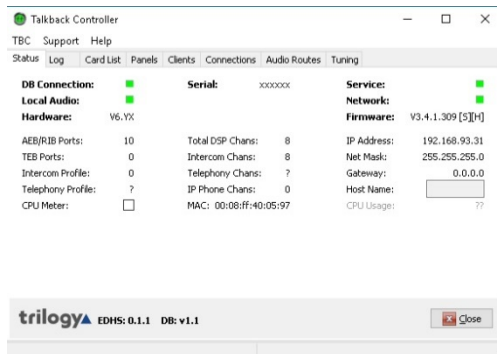 Talkback Controller
TBC Support Help
Status Log Card List Panels Clients Connections Audio Routes Tuning
DB Connection: Serial: xxxxxx Service:
Local Audio: Network:
Hardware: V6.YX Firmware: V3.4.1.309 [S][H]
AEB/RIB Ports: 10 Total DSP Chans: 8 IP Address: 192.168.93.31
TEB Ports: 0 Intercom Chans: 8 Net Mask: 255.255.255.0
Intercom Profile: 0 Telephony Chans: ? Gateway: 0.0.0.0
Telephony Profile: ? IP Phone Chans: 0 Host Name:
CPU Meter: MAC: 00:08:ff:40:05:97 CPU Usage: ??
trilogy EDHS: 0.1.1 DB: v1.1 Close